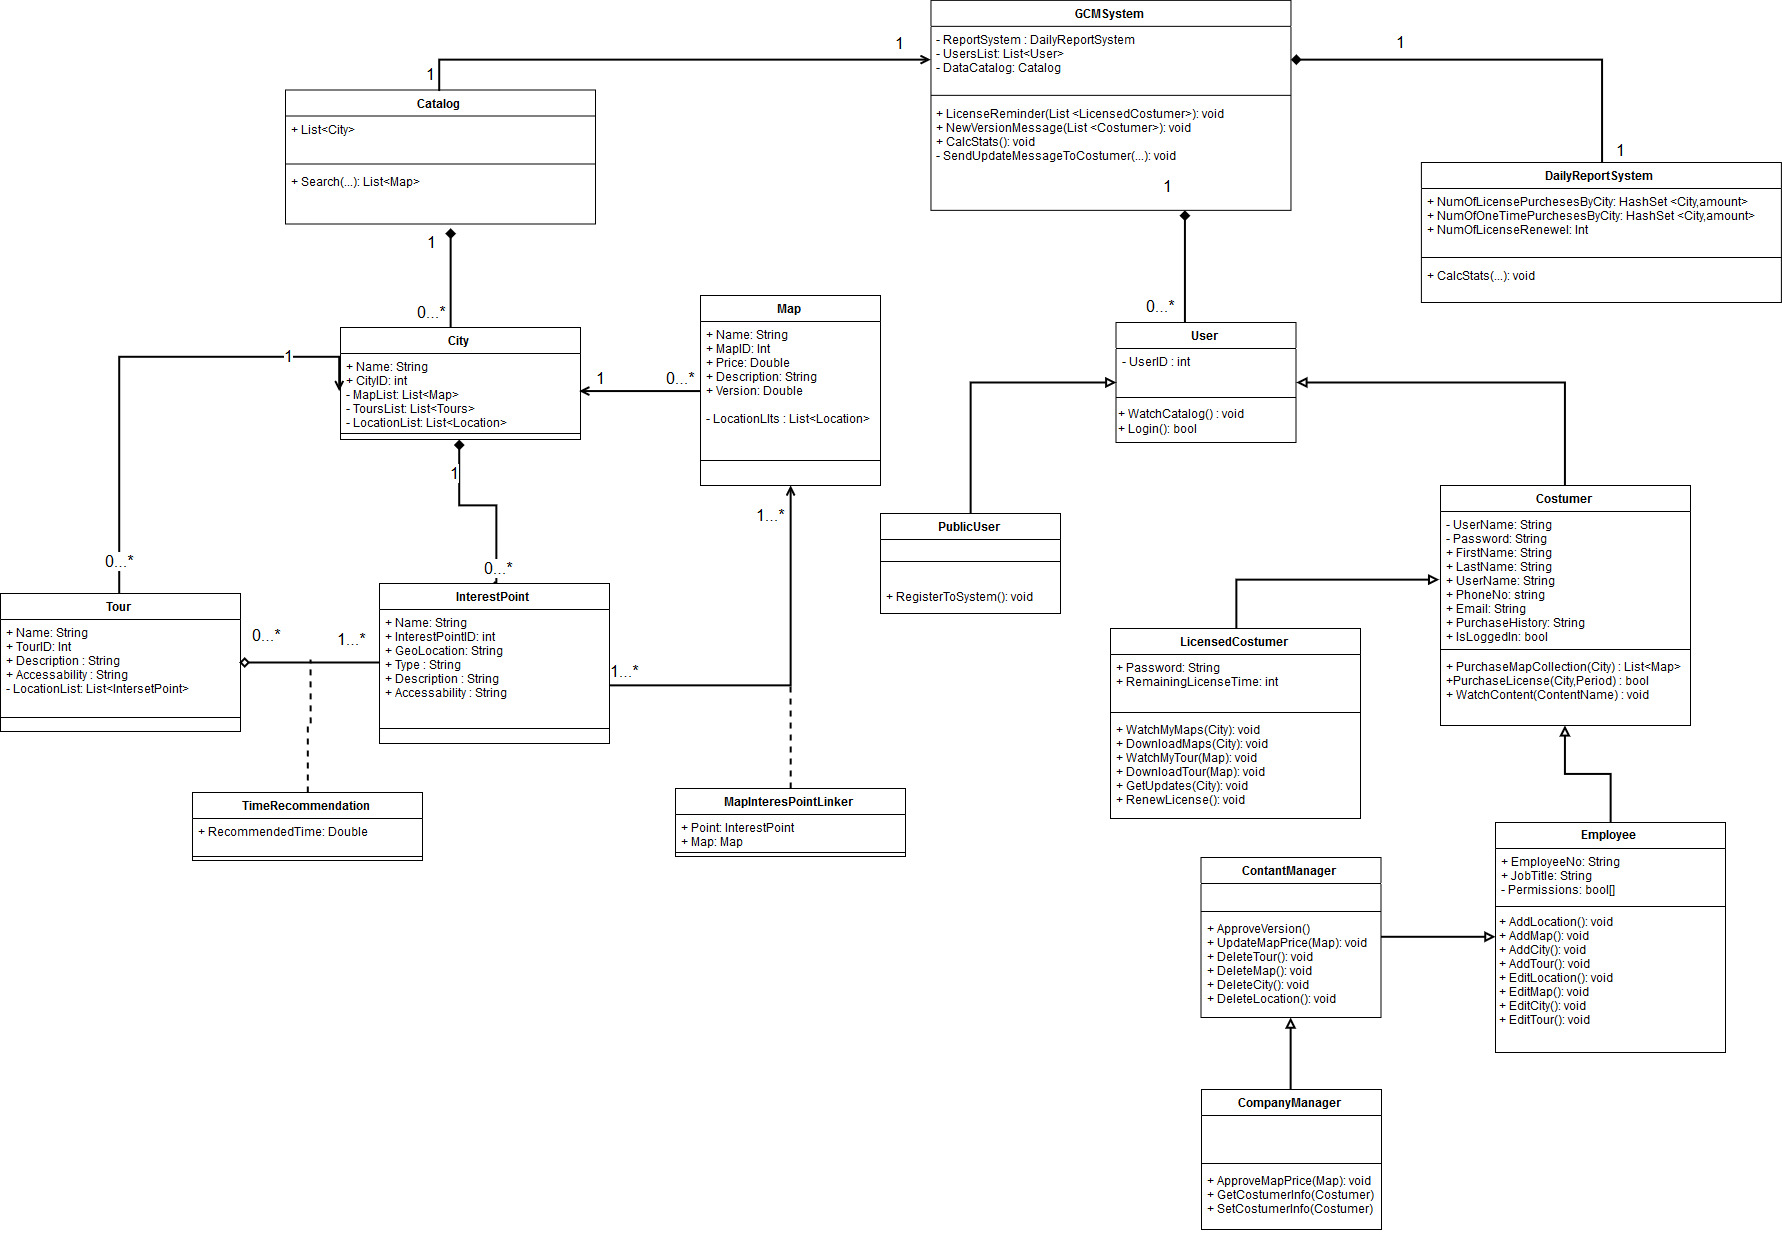 GCMSystem
- ReportSystem : DailyReportSystem
- UsersList: List<User>
- DataCatalog: Catalog
+ LicenseReminder(List <LicensedCostumer>): void
+ NewVersionMessage(List <Costumer>): void
+ CalcStats(): void
- SendUpdateMessageToCostumer(...): void
1
1
1
1
1
Catalog
+ List<City>
+ Search(...): List<Map>
1
0...*
DailyReportSystem
+ NumOfLicensePurchesesByCity: HashSet <City,amount>
+ NumOfOneTimePurchesesByCity: HashSet <City,amount>
+ NumOfLicenseRenewel: Int
+ CalcStats(...): void
0...*
Map
+ Name: String
+ MapID: Int
+ Price: Double
+ Description: String
+ Version: Double
- LocationLIts : List<Location>
User
- UserID : int
+ WatchCatalog() : void
+ Login(): bool
City
+ Name: String
+ CityID: int
- MapList: List<Map>
- ToursList: List<Tours>
- LocationList: List<Location>
1
1
0...*
1
0...*
0...*
1...*
PublicUser
+ RegisterToSystem(): void
Costumer
- UserName: String
- Password: String
+ FirstName: String
+ LastName: String
+ UserName: String
+ PhoneNo: string
+ Email: String
+ PurchaseHistory: String
+ IsLoggedIn: bool
+ PurchaseMapCollection(City) : List<Map>
+PurchaseLicense(City,Period) : bool
+ WatchContent(ContentName) : void
Tour
+ Name: String
+ TourID: Int
+ Description : String
+ Accessability : String
- LocationList: List<IntersetPoint>
0...*
1...*
InterestPoint
+ Name: String
+ InterestPointID: int
+ GeoLocation: String
+ Type : String
+ Description : String
+ Accessability : String
1...*
LicensedCostumer
+ Password: String
+ RemainingLicenseTime: int
+ WatchMyMaps(City): void
+ DownloadMaps(City): void
+ WatchMyTour(Map): void
+ DownloadTour(Map): void
+ GetUpdates(City): void
+ RenewLicense(): void
TimeRecommendation
+ RecommendedTime: Double
MapInteresPointLinker
+ Point: InterestPoint
+ Map: Map
Employee
+ EmployeeNo: String
+ JobTitle: String
- Permissions: bool[]
+ AddLocation(): void
+ AddMap(): void
+ AddCity(): void
+ AddTour(): void
+ EditLocation(): void
+ EditMap(): void
+ EditCity(): void
+ EditTour(): void
ContantManager
+ ApproveVersion()
+ UpdateMapPrice(Map): void
+ DeleteTour(): void
+ DeleteMap(): void
+ DeleteCity(): void
+ DeleteLocation(): void
CompanyManager
+ ApproveMapPrice(Map): void
+ GetCostumerInfo(Costumer)
+ SetCostumerInfo(Costumer)